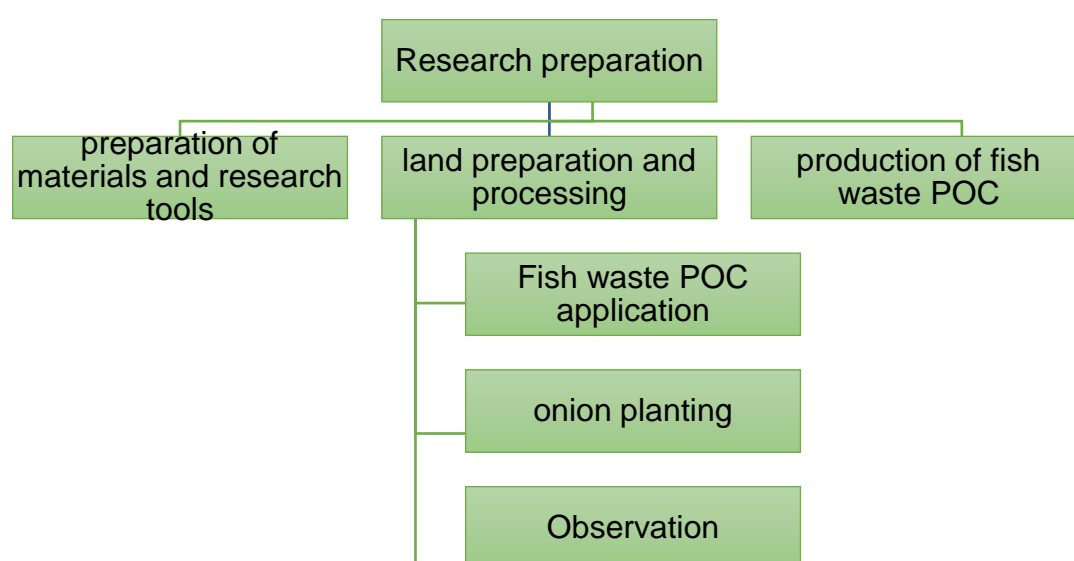 Research preparation
preparation of
materials and research
tools
land preparation and
processing
production of fish
waste POC
Fish waste POC
application
onion planting
Observation